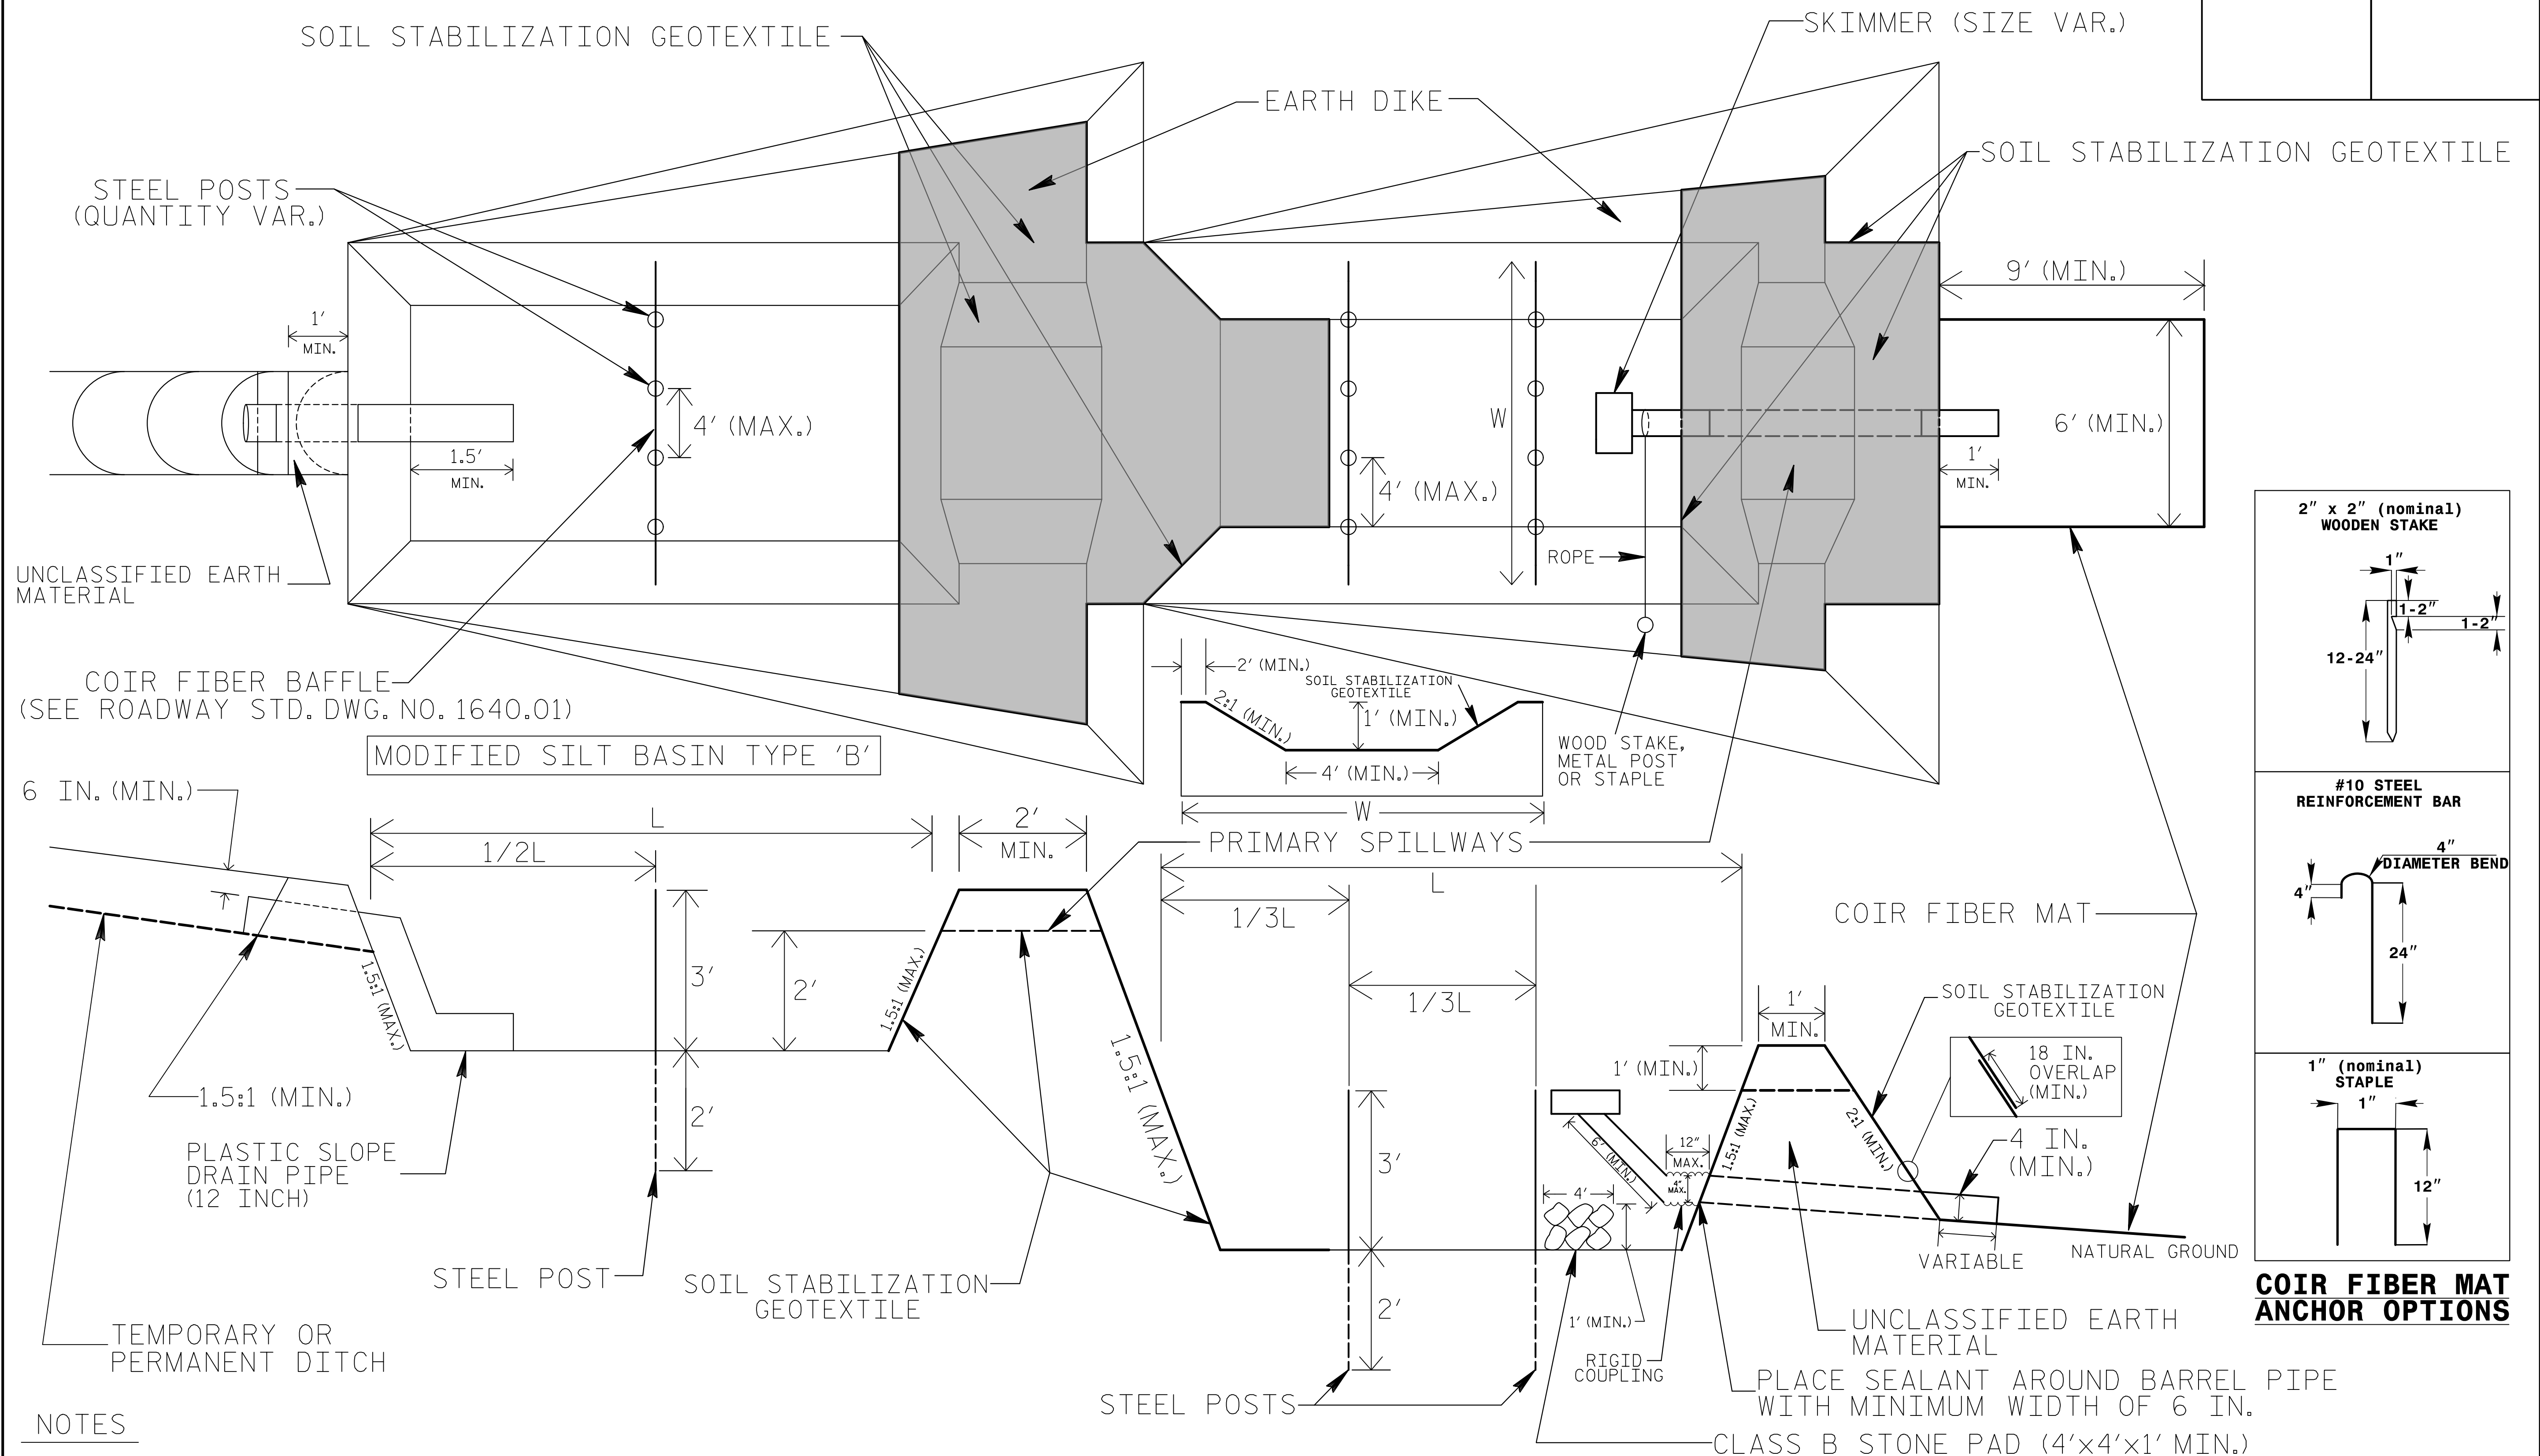 SOIL STABILIZATION GEOTEXTILE
SKIMMER (SIZE VAR.)
EARTH DIKE
SOIL STABILIZATION GEOTEXTILE
STEEL POSTS
(QUANTITY VAR.)
9' (MIN.)
1'
MIN.
4' (MAX.)
W
6' (MIN.)
1.5'
MIN.
4' (MAX.)
1'
MIN.
ROPE
UNCLASSIFIED EARTH
MATERIAL
COIR FIBER BAFFLE
(SEE ROADWAY STD. DWG. NO. 1640.01)
2' (MIN.)
SOIL STABILIZATION
GEOTEXTILE
2:1 (MIN.)
1' (MIN.)
4' (MIN.)
W
WOOD STAKE,
METAL POST
OR STAPLE
MODIFIED SILT BASIN TYPE 'B'
2" x 2" (nominal)
WOODEN STAKE
1"
1-2"
1-2"
12-24"
#10 STEEL
REINFORCEMENT BAR
4"
DIAMETER BEND
4"
24"
1" (nominal)
STAPLE
1"
12"
COIR FIBER MAT
ANCHOR OPTIONS
6 IN. (MIN.)
L
1/2L
2'
MIN.
PRIMARY SPILLWAYS
L
1/3L
1/3L
COIR FIBER MAT
1.5:1 (MAX.)
3'
2'
2'
1.5:1 (MAX.)
1.5:1 (MAX.)
1.5:1 (MIN.)
PLASTIC SLOPE
DRAIN PIPE
(12 INCH)
STEEL POST
SOIL STABILIZATION
GEOTEXTILE
TEMPORARY OR
PERMANENT DITCH
3'
2'
STEEL POSTS
1'
MIN.
1' (MIN.)
SOIL STABILIZATION
GEOTEXTILE
18 IN.
OVERLAP
(MIN.)
6' (MIN.)
12"
MAX.
4"
MAX.
1.5:1 (MAX.)
2:1 (MIN.)
4 IN.
(MIN.)
4'
VARIABLE
NATURAL GROUND
1' (MIN.)
RIGID
COUPLING
UNCLASSIFIED EARTH
MATERIAL
PLACE SEALANT AROUND BARREL PIPE
WITH MINIMUM WIDTH OF 6 IN.
CLASS B STONE PAD (4'x4'x1' MIN.)
NOTES